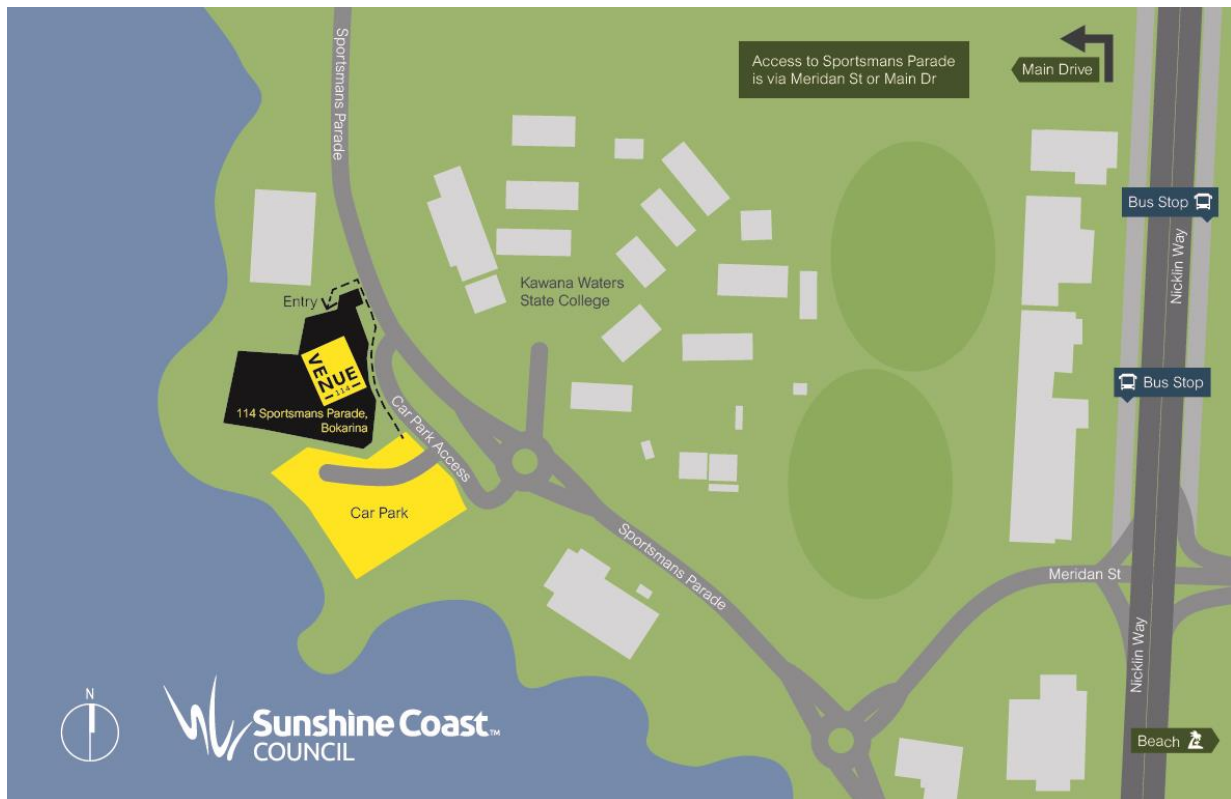 Sportsmans Parade
Access to Sportsmans Parade
is via Meridan St or Main Dr
Main Drive
Bus Stop
Nicklin Way
Kawana Waters
State College
Entry
VENUE
114
114 Sportsmans Parade,
Bokarina
Car Park Access
Bus Stop
Car Park
Sportsmans Parade
Meridan St
Nicklin Way
N
Sunshine Coast™
COUNCIL
Beach